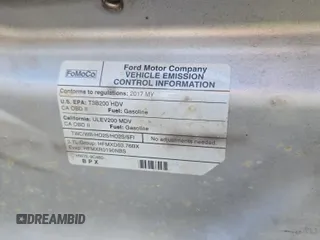 FoMoCo
Ford Motor Company
VEHICLE EMISSION
CONTROL INFORMATION
Conforms to regulations: 2017 MY
U.S. EPA: T3B200 HDV
CA OBD II Fuel: Gasoline
California: ULEV200 MDV
CA OBD II Fuel: Gasoline
No adjustments needed.
BPX
DREAMBID
.com